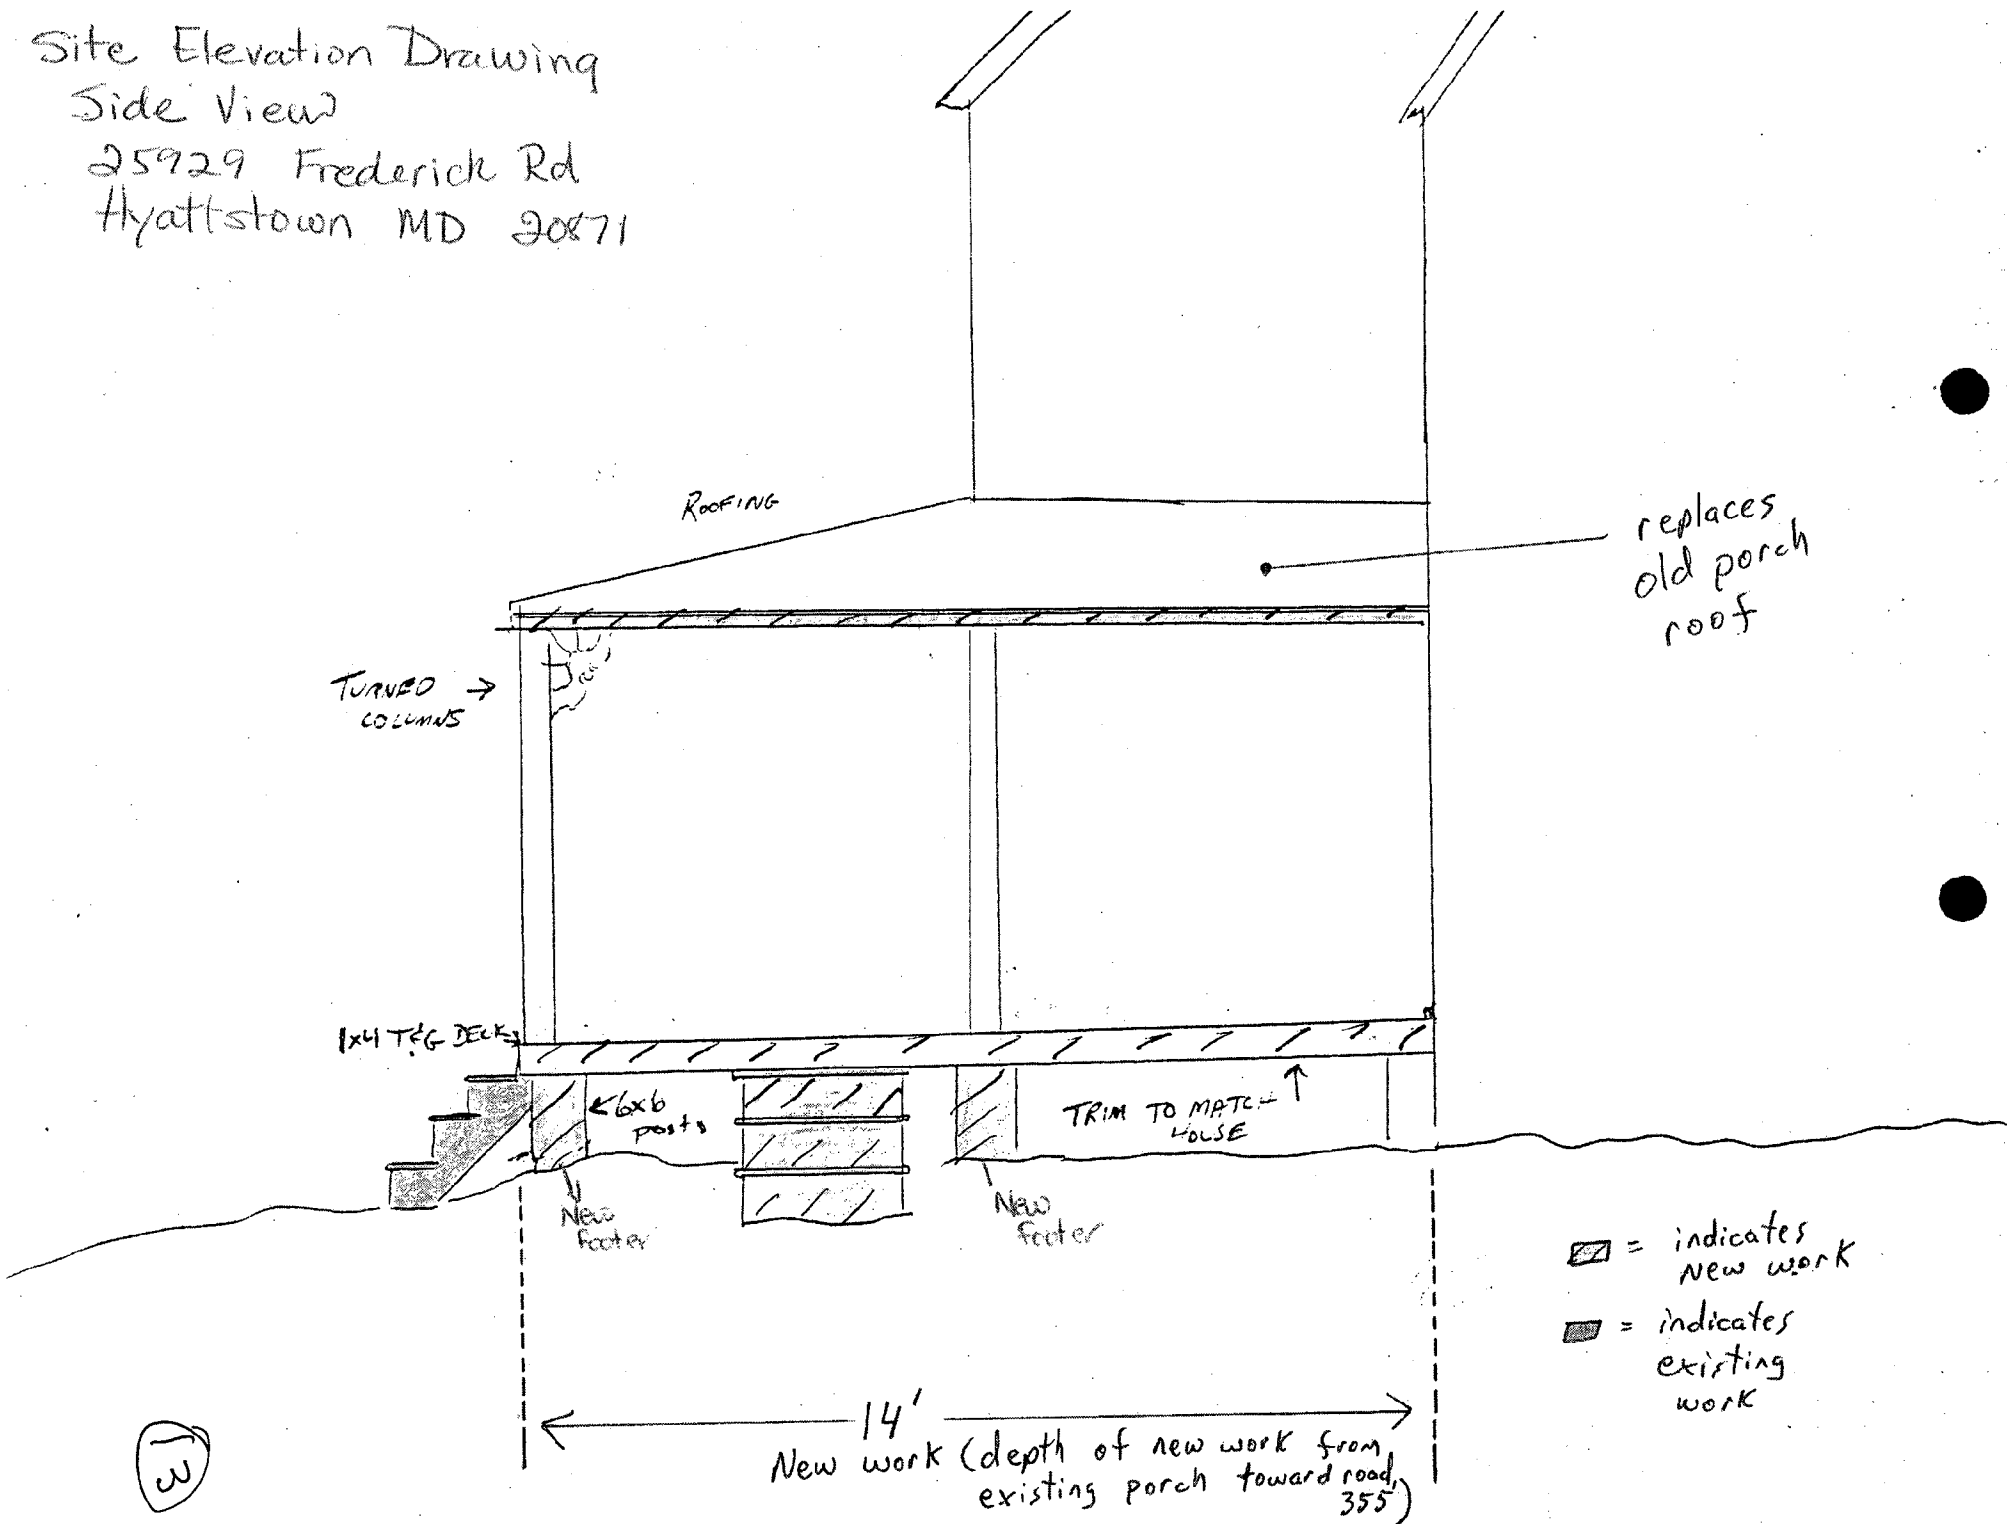 Site Elevation Drawing
Side View
25929 Frederick Rd
Hyattstown MD 20871
ROOFING
replaces
old porch
roof
TURNED →
COLUMNS
1x4 T&G DECK
←6x6
posts
TRIM TO MATCH
HOUSE
New
footer
New
footer
= indicates
New work
= indicates
existing
work
14'
New work (depth of new work from
existing porch toward road,
355)
13